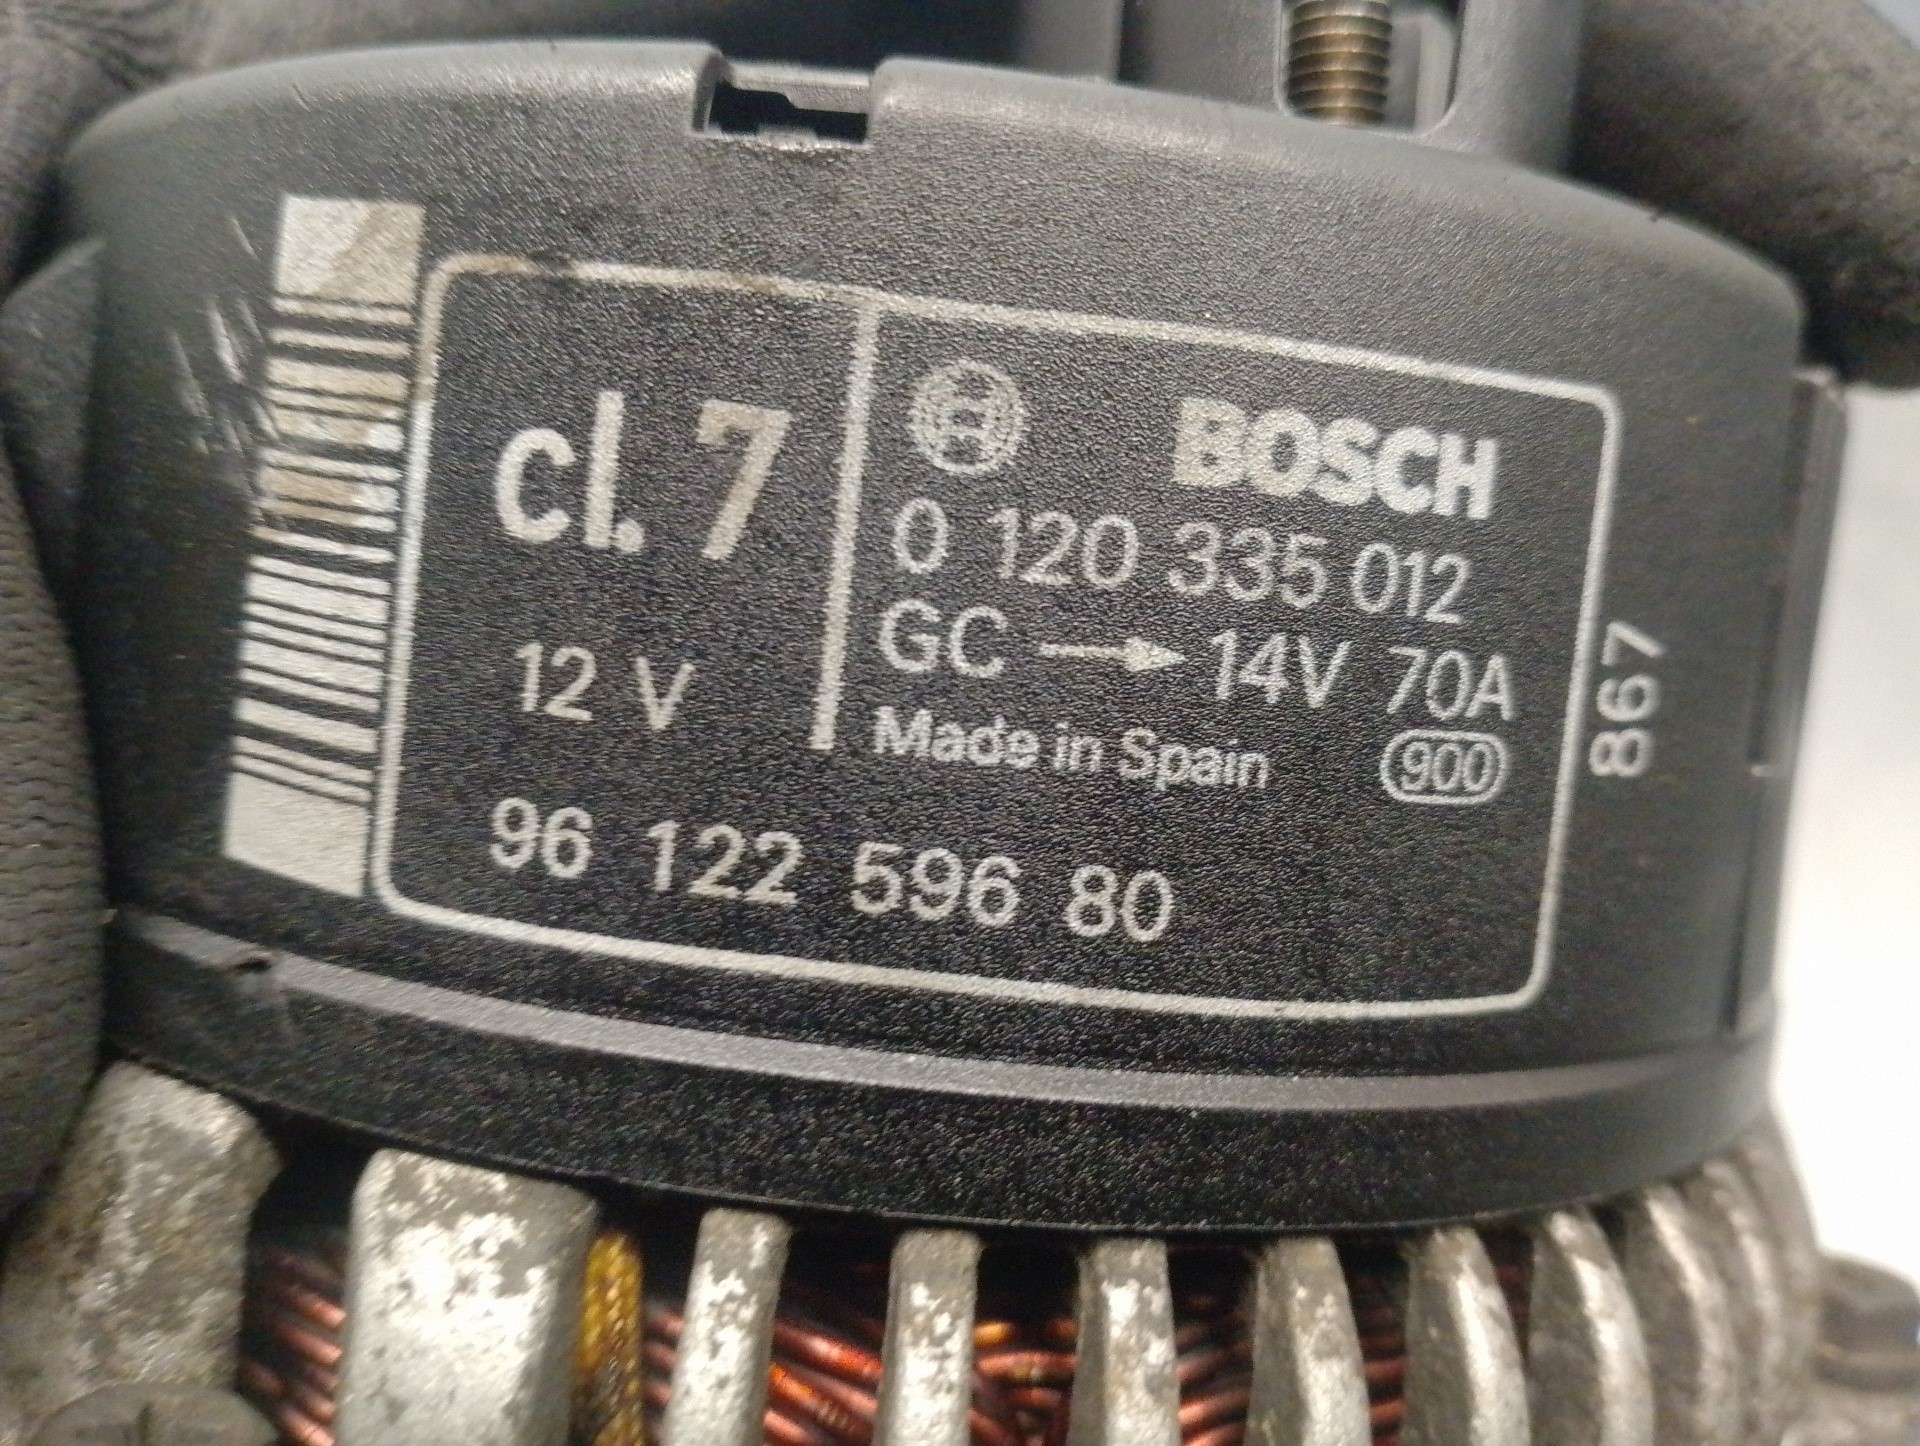 cl. 7
12 V
BOSCH
0 120 335 012
GC → 14V 70A
Made in Spain 900
96 122 596 80
867